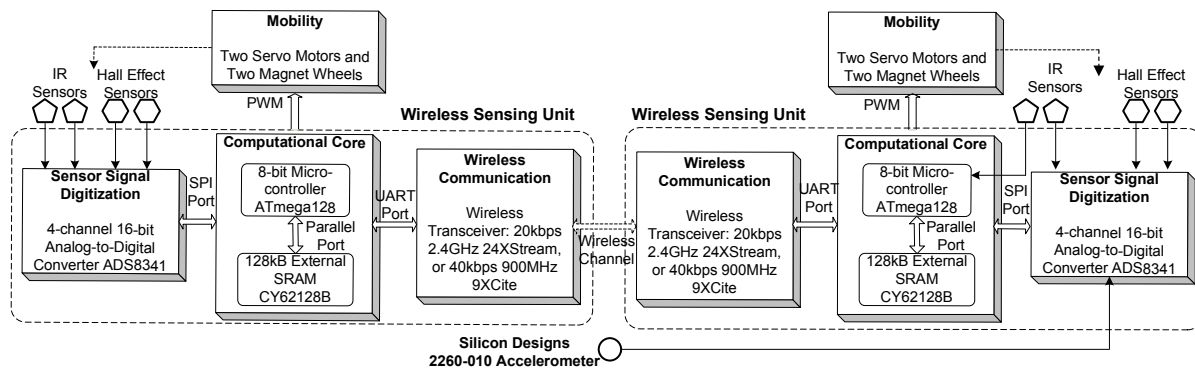 Mobility
Two Servo Motors and
Two Magnet Wheels
IR
Sensors
Hall Effect
Sensors
PWM
Wireless Sensing Unit
Sensor Signal
Digitization
4-channel 16-bit
Analog-to-Digital
Converter ADS8341
SPI
Port
Computational Core
8-bit Micro-
controller
ATmega128
Parallel
Port
128kB External
SRAM
CY62128B
UART
Port
Wireless
Communication
Wireless
Transceiver: 20kbps
2.4GHz 24XStream,
or 40kbps 900MHz
9XCite
Wireless
Channel
Mobility
Two Servo Motors and
Two Magnet Wheels
IR
Sensors
Hall Effect
Sensors
PWM
Wireless Sensing Unit
Wireless
Communication
Wireless
Transceiver: 20kbps
2.4GHz 24XStream,
or 40kbps 900MHz
9XCite
UART
Port
Computational Core
8-bit Micro-
controller
ATmega128
Parallel
Port
128kB External
SRAM
CY62128B
SPI
Port
Sensor Signal
Digitization
4-channel 16-bit
Analog-to-Digital
Converter ADS8341
Silicon Designs
2260-010 Accelerometer